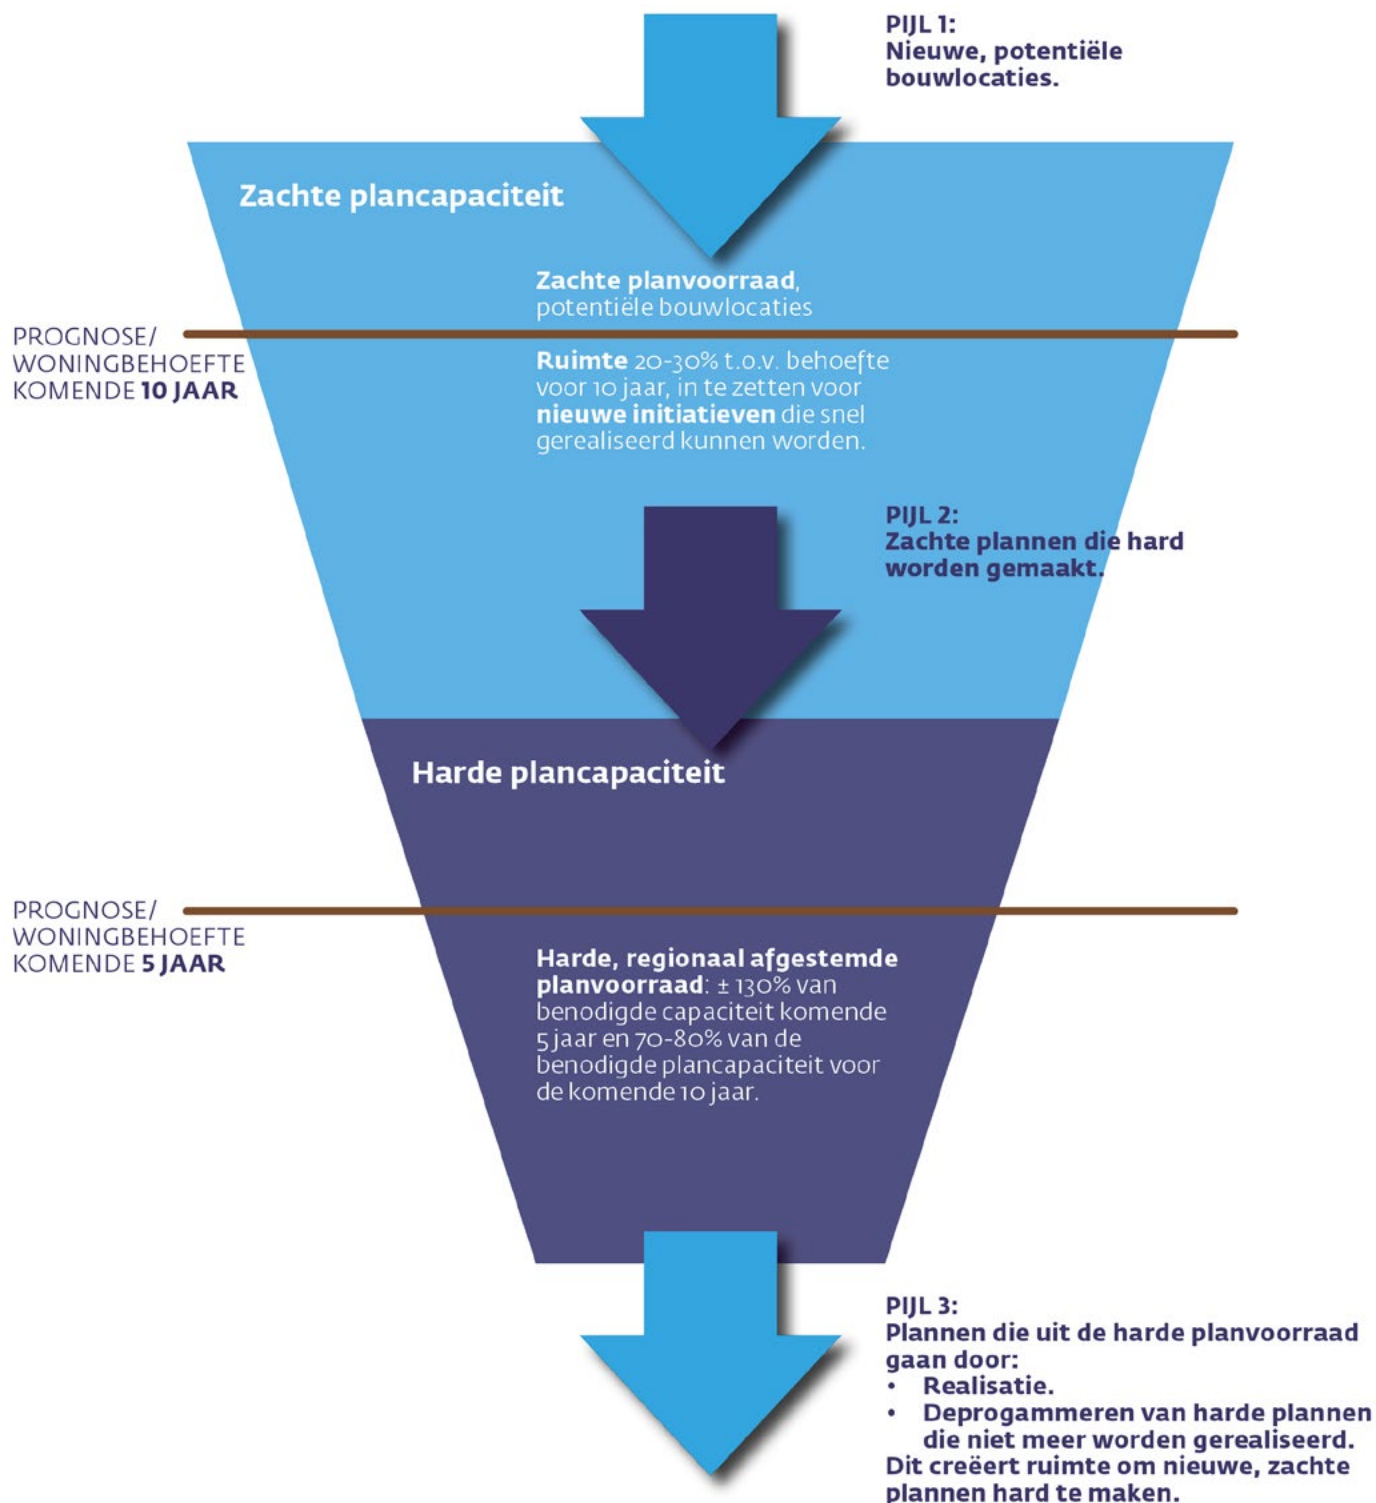 PIJL 1:
Nieuwe, potentiële
bouwlocaties.
Zachte plancapaciteit
Zachte planvoorraad,
potentiële bouwlocaties
PROGNOSE/
WONINGBEHOEFTE
KOMENDE 10 JAAR
Ruimte 20-30% t.o.v. behoefte
voor 10 jaar, in te zetten voor
nieuwe initiatieven die snel
gerealiseerd kunnen worden.
PIJL 2:
Zachte plannen die hard
worden gemaakt.
Harde plancapaciteit
PROGNOSE/
WONINGBEHOEFTE
KOMENDE 5 JAAR
Harde, regionaal afgestemde
planvoorraad: ± 130% van
benodigde capaciteit komende
5 jaar en 70-80% van de
benodigde plancapaciteit voor
de komende 10 jaar.
PIJL 3:
Plannen die uit de harde planvoorraad
gaan door:
• Realisatie.
• Deprogammeren van harde plannen
die niet meer worden gerealiseerd.
Dit creëert ruimte om nieuwe, zachte
plannen hard te maken.